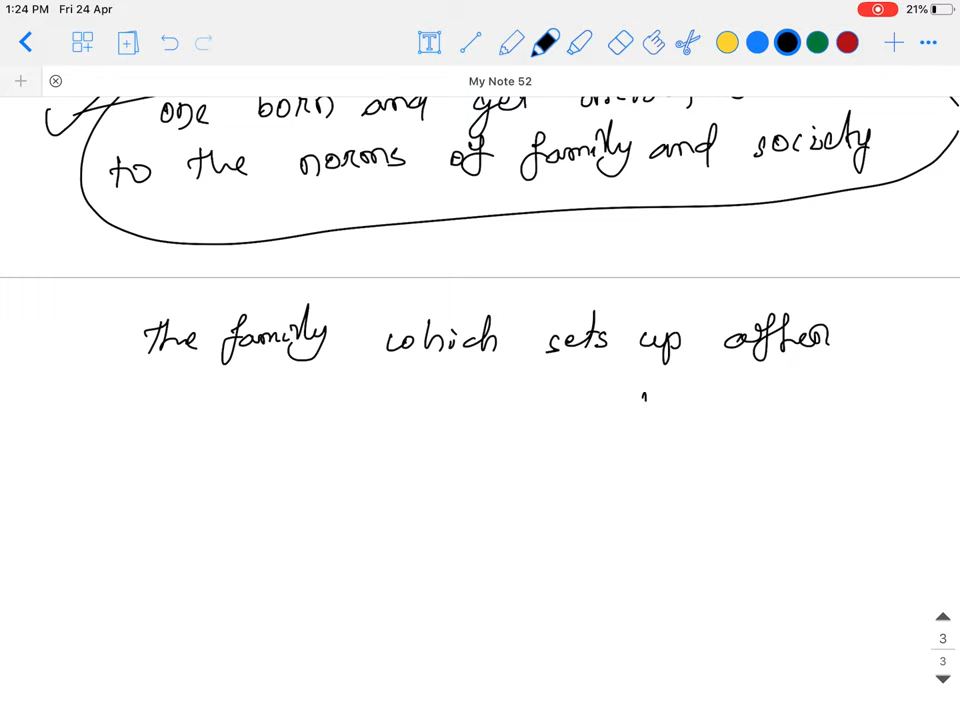 1:24 PM Fri 24 Apr
21%
T
My Note 52
one born and get
to the norms of family and society
the family which sets up after
3
3